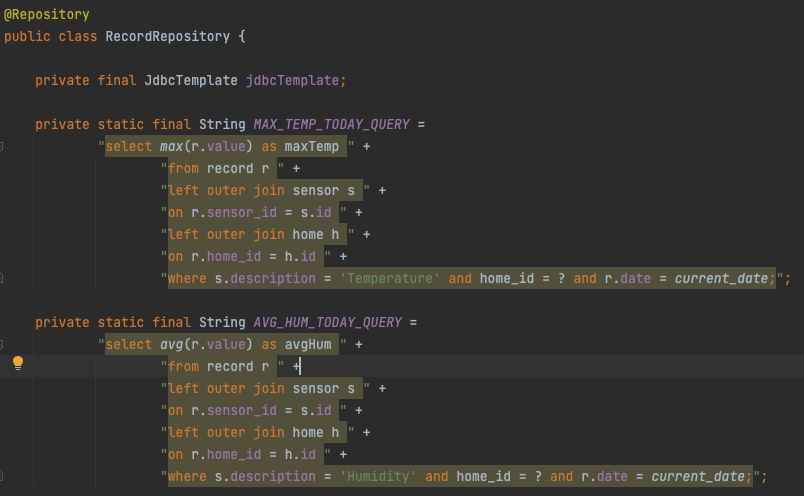 @Repository
public class RecordRepository {
private final JdbcTemplate jdbcTemplate;
private static final String MAX_TEMP_TODAY_QUERY =
"select max(r.value) as maxTemp " +
"from record r " +
"left outer join sensor s " +
"on r.sensor_id = s.id " +
"left outer join home h " +
"on r.home_id = h.id " +
"where s.description = 'Temperature' and home_id = ? and r.date = current_date;";
private static final String AVG_HUM_TODAY_QUERY =
"select avg(r.value) as avgHum " +
"from record r " +
"left outer join sensor s " +
"on r.sensor_id = s.id " +
"left outer join home h " +
"on r.home_id = h.id " +
"where s.description = 'Humidity' and home_id = ? and r.date = current_date;";